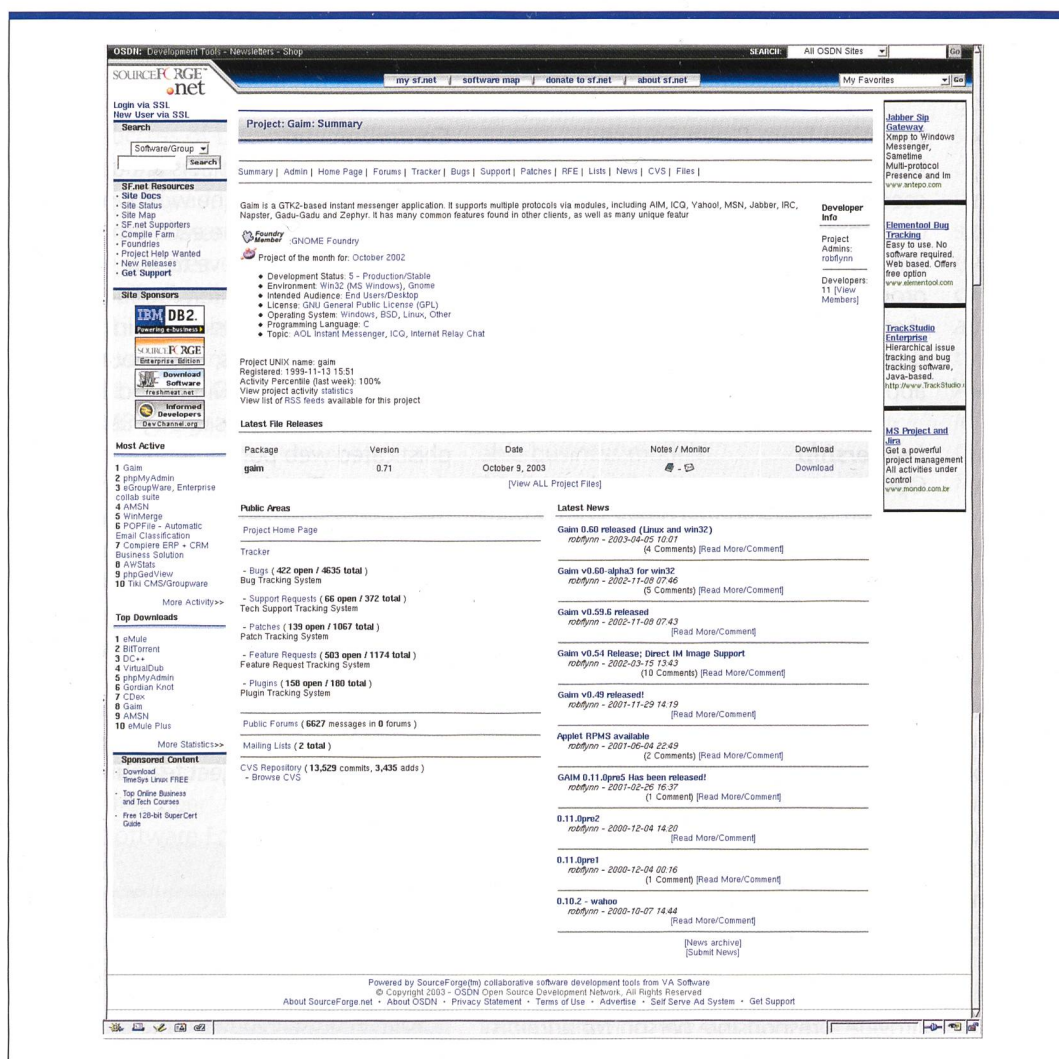 OSDN: Development Tools - Newsletters - Shop
SEARCH: All OSDN Sites Go
SOURCEFORGE
.net
my sf.net | software map | donate to sf.net | about sf.net
My Favorites Go
Login via SSL
New User via SSL
Search
Software/Group
Search
SF.net Resources
· Site Docs
· Site Status
· Site Map
· SF.net Supporters
· Compile Farm
· Foundries
· Project Help Wanted
· New Releases
· Get Support
Site Sponsors
IBM DB2.
Powering e-business
SOURCEFORGE
Enterprise Edition
Download
Software
freshmeat.net
Informed
Developers
DevChannel.org
Most Active
1 Gaim
2 phpMyAdmin
3 eGroupWare, Enterprise
collab suite
4 AMSN
5 WinMerge
6 POPFile - Automatic
Email Classification
7 Compiere ERP + CRM
Business Solution
8 AWStats
9 phpGedView
10 Tiki CMS/Groupware
More Activity>>
Top Downloads
1 eMule
2 BitTorrent
3 DC++
4 VirtualDub
5 phpMyAdmin
6 Gordian Knot
7 CDex
8 Gaim
9 AMSN
10 eMule Plus
More Statistics>>
Sponsored Content
· Download
TimeSys Linux FREE
· Top Online Business
and Tech Courses
· Free 128-bit SuperCert
Guide
Project: Gaim: Summary
Summary | Admin | Home Page | Forums | Tracker | Bugs | Support | Patches | RFE | Lists | News | CVS | Files |
Gaim is a GTK2-based instant messenger application. It supports multiple protocols via modules, including AIM, ICQ, Yahoo!, MSN, Jabber, IRC,
Napster, Gadu-Gadu and Zephyr. It has many common features found in other clients, as well as many unique featur
Foundry
Member :GNOME Foundry
Project of the month for: October 2002
◆ Development Status: 5 - Production/Stable
◆ Environment: Win32 (MS Windows), Gnome
◆ Intended Audience: End Users/Desktop
◆ License: GNU General Public License (GPL)
◆ Operating System: Windows, BSD, Linux, Other
◆ Programming Language: C
◆ Topic: AOL Instant Messenger, ICQ, Internet Relay Chat
Project UNIX name: gaim
Registered: 1999-11-13 15:51
Activity Percentile (last week): 100%
View project activity statistics
View list of RSS feeds available for this project
Developer
Info
Project
Admins:
robflynn
Developers:
11 [View
Members]
Latest File Releases
Package Version Date Notes / Monitor Download
gaim 0.71 October 9, 2003 - Download
[View ALL Project Files]
Public Areas
Project Home Page
Tracker
- Bugs ( 422 open / 4635 total )
Bug Tracking System
- Support Requests ( 66 open / 372 total )
Tech Support Tracking System
- Patches ( 139 open / 1067 total )
Patch Tracking System
- Feature Requests ( 503 open / 1174 total )
Feature Request Tracking System
- Plugins ( 158 open / 180 total )
Plugin Tracking System
Public Forums ( 6627 messages in 0 forums )
Mailing Lists ( 2 total )
CVS Repository ( 13,529 commits, 3,435 adds )
- Browse CVS
Latest News
Gaim 0.60 released (Linux and win32)
robflynn - 2003-04-05 10:01
(4 Comments) [Read More/Comment]
Gaim v0.60-alpha3 for win32
robflynn - 2002-11-08 07:46
(5 Comments) [Read More/Comment]
Gaim v0.59.6 released
robflynn - 2002-11-08 07:43
[Read More/Comment]
Gaim v0.54 Release; Direct IM Image Support
robflynn - 2002-03-15 13:43
(10 Comments) [Read More/Comment]
Gaim v0.49 released!
robflynn - 2001-11-29 14:19
[Read More/Comment]
Applet RPMS available
robflynn - 2001-06-04 22:49
(2 Comments) [Read More/Comment]
GAIM 0.11.0pre5 Has been released!
robflynn - 2001-02-26 16:37
(1 Comment) [Read More/Comment]
0.11.0pre2
robflynn - 2000-12-04 14:20
[Read More/Comment]
0.11.0pre1
robflynn - 2000-12-04 00:16
(1 Comment) [Read More/Comment]
0.10.2 - wahoo
robflynn - 2000-10-07 14:44
[Read More/Comment]
[News archive]
[Submit News]
Jabber Sip
Gateway
Xmpp to Windows
Messenger,
Sametime
Multi-protocol
Presence and Im
www.antepo.com
Elementool Bug
Tracking
Easy to use. No
software required.
Web based. Offers
free option
www.elementool.com
TrackStudio
Enterprise
Hierarchical issue
tracking and bug
tracking software,
Java-based.
http://www.TrackStudio.
MS Project and
Jira
Get a powerful
project management
All activities under
control
www.mondo.com.br
Powered by SourceForge(tm) collaborative software development tools from VA Software
© Copyright 2003 - OSDN Open Source Development Network, All Rights Reserved
About SourceForge.net · About OSDN · Privacy Statement · Terms of Use · Advertise · Self Serve Ad System · Get Support